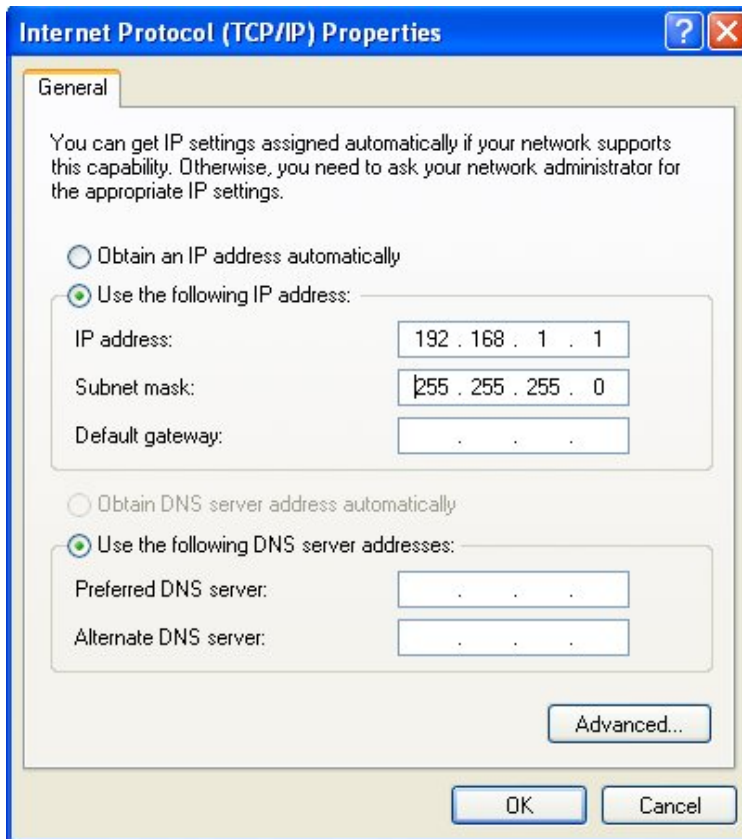 Internet Protocol (TCP/IP) Properties
General
You can get IP settings assigned automatically if your network supports
this capability. Otherwise, you need to ask your network administrator for
the appropriate IP settings.
Obtain an IP address automatically
Use the following IP address:
IP address: 192 . 168 . 1 . 1
Subnet mask: 255 . 255 . 255 . 0
Default gateway: . . .
Obtain DNS server address automatically
Use the following DNS server addresses:
Preferred DNS server: . . .
Alternate DNS server: . . .
Advanced...
OK Cancel